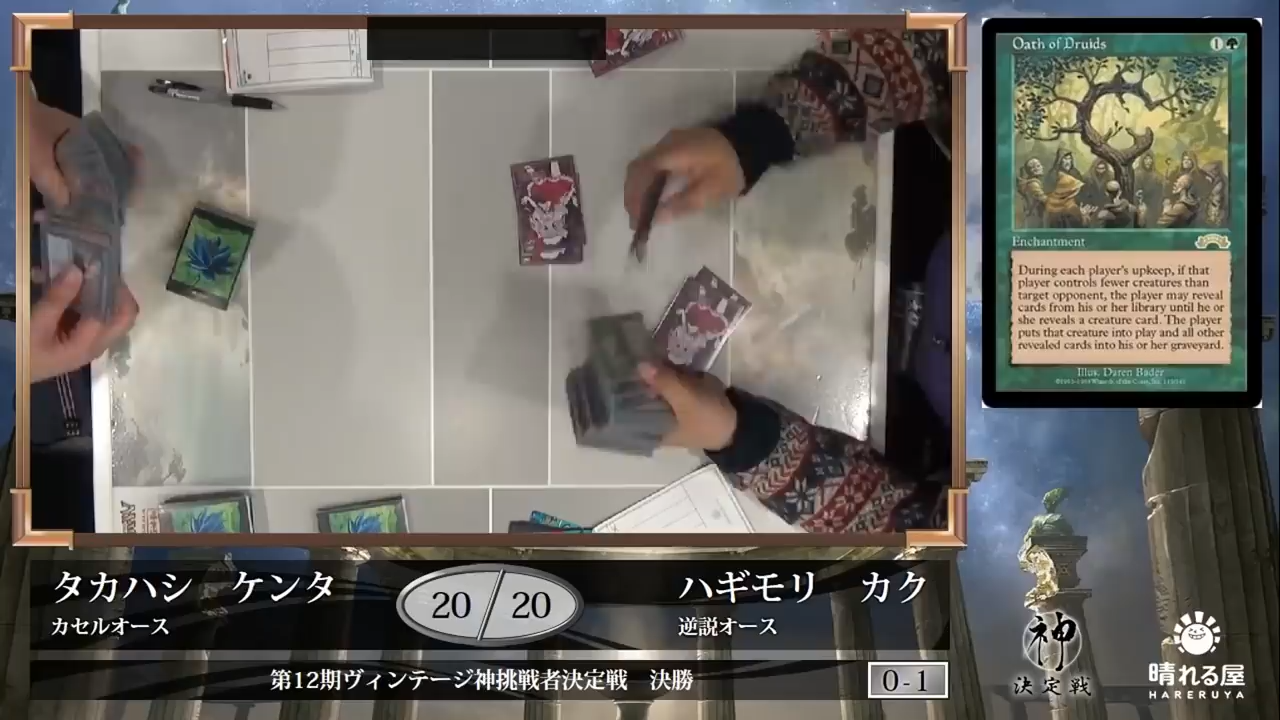 Oath of Druids 1
Enchantment
During each player's upkeep, if that
player controls fewer creatures than
target opponent, the player may reveal
cards from his or her library until he or
she reveals a creature card. The player
puts that creature into play and all other
revealed cards into his or her graveyard.
Illus. Daren Bader
タカハシ ケンタ
カセルオース
20 / 20
ハギモリ カク
逆説オース
第12期ヴィンテージ神挑戦者決定戦 決勝
0-1
神
決定戦
晴れる屋
HARERUYA